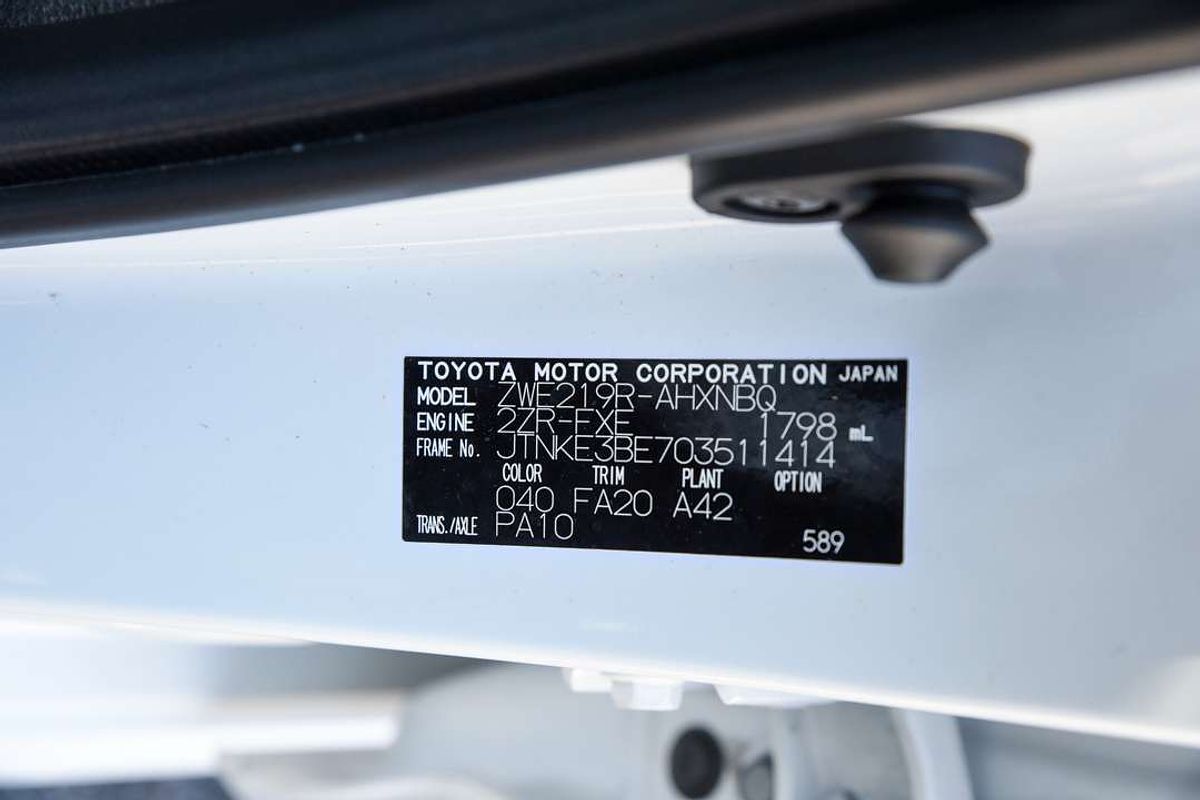 TOYOTA MOTOR CORPORATION JAPAN
MODEL ZWE219R-AHXNBQ
ENGINE 2ZR-FXE 1798 mL
FRAME No. JTNKE3BE703511414
COLOR TRIM PLANT OPTION
040 FA20 A42
TRANS./AXLE PA10 589